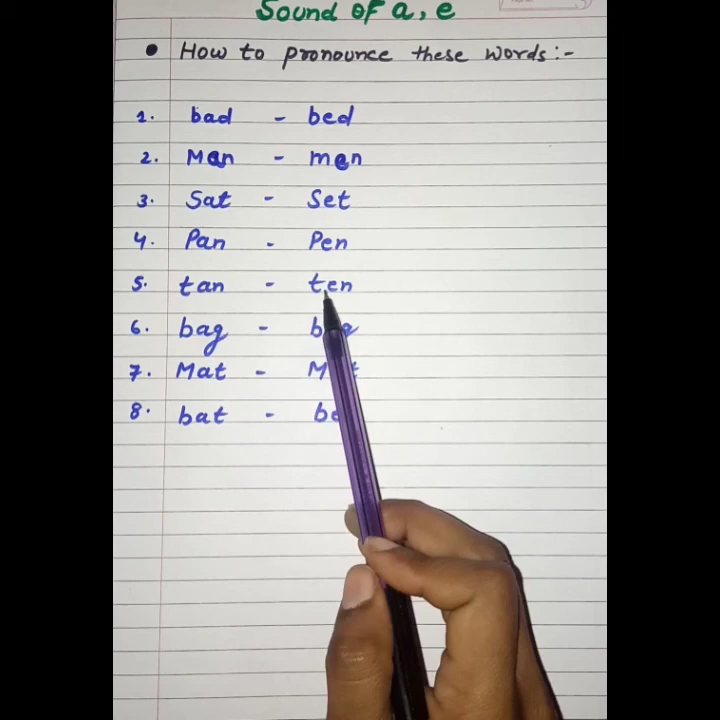 Sound of a, e
• How to pronounce these words:-
1. bad - bed
2. Man - men
3. Sat - Set
4. Pan - Pen
5. tan - ten
6. bag -
7. Mat -
8. bat -